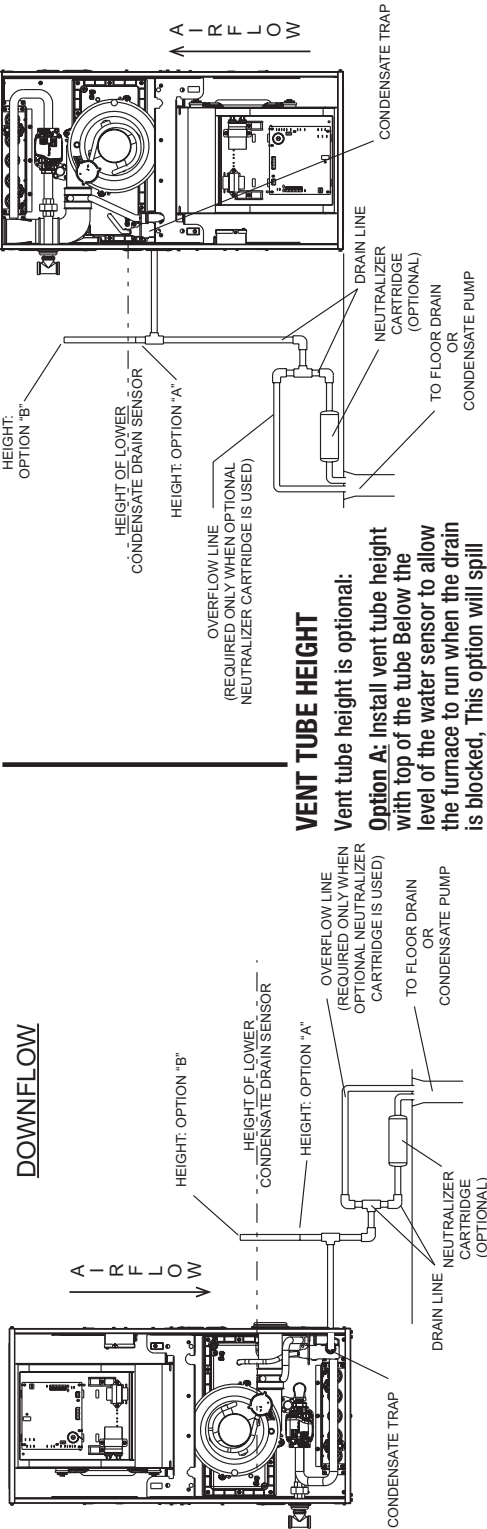 DOWNFLOW
AIRFLOW
HEIGHT: OPTION "B"
HEIGHT OF LOWER
CONDENSATE DRAIN SENSOR
HEIGHT: OPTION "A"
OVERFLOW LINE
(REQUIRED ONLY WHEN
OPTIONAL NEUTRALIZER
CARTRIDGE IS USED)
TO FLOOR DRAIN
OR
CONDENSATE PUMP
DRAIN LINE
NEUTRALIZER
CARTRIDGE
(OPTIONAL)
CONDENSATE TRAP
AIRFLOW
HEIGHT:
OPTION "B"
HEIGHT OF LOWER
CONDENSATE DRAIN SENSOR
HEIGHT: OPTION "A"
OVERFLOW LINE
(REQUIRED ONLY WHEN OPTIONAL
NEUTRALIZER CARTRIDGE IS USED)
CONDENSATE TRAP
DRAIN LINE
NEUTRALIZER
CARTRIDGE
(OPTIONAL)
TO FLOOR DRAIN
OR
CONDENSATE PUMP
VENT TUBE HEIGHT
Vent tube height is optional:
Option A: Install vent tube height
with top of the tube Below the
level of the water sensor to allow
the furnace to run when the drain
is blocked, This option will spill